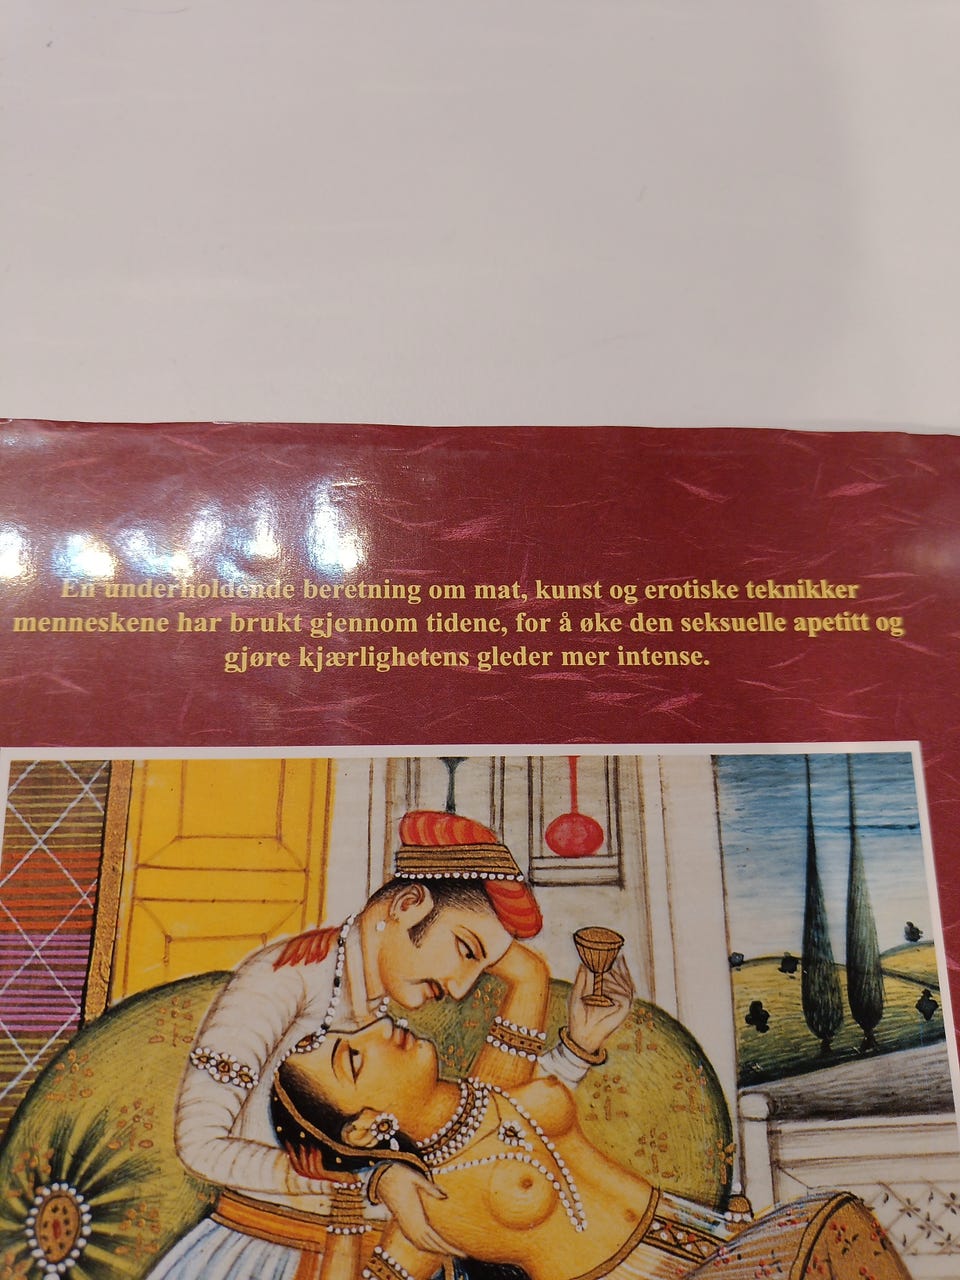 En underholdende beretning om mat, kunst og erotiske teknikker
menneskene har brukt gjennom tidene, for å øke den seksuelle apetitt og
gjøre kjærlighetens gleder mer intense.